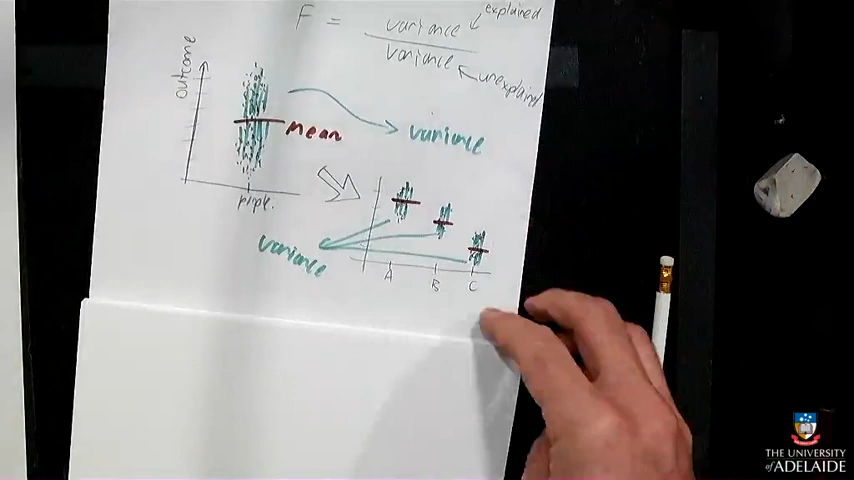 F = variance explained
variance unexplained
outcome
mean
variance
pple.
variance
A B C
THE UNIVERSITY
of ADELAIDE